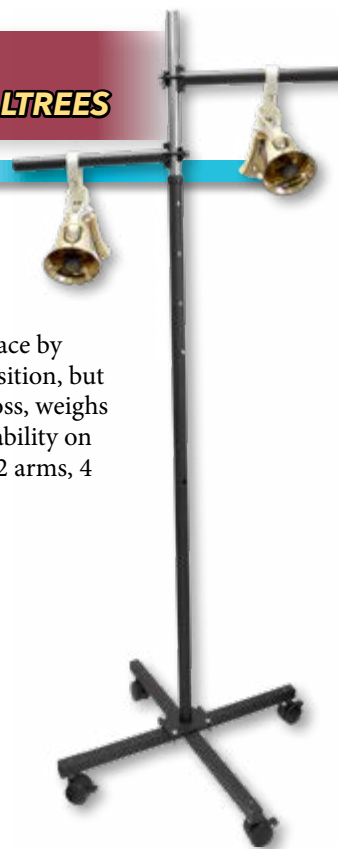 LTREES
ace by
sition, but
oss, weighs
ability on
2 arms, 4